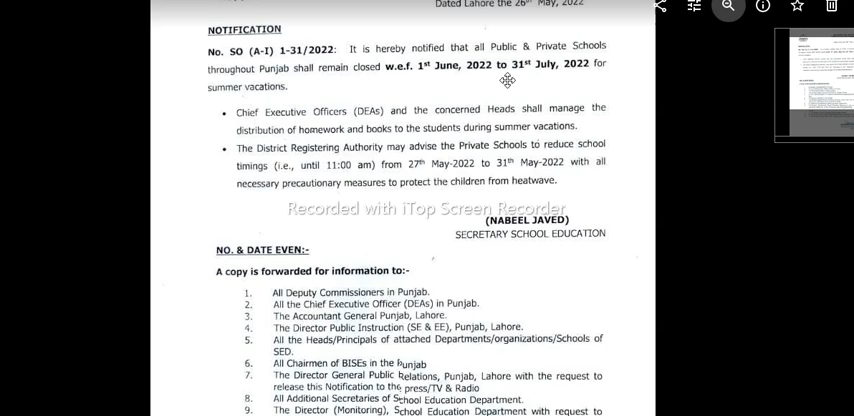 Dated Lahore the 26th May, 2022
NOTIFICATION
No. SO (A-I) 1-31/2022: It is hereby notified that all Public & Private Schools
throughout Punjab shall remain closed w.e.f. 1st June, 2022 to 31st July, 2022 for
summer vacations.
• Chief Executive Officers (DEAs) and the concerned Heads shall manage the
distribution of homework and books to the students during summer vacations.
• The District Registering Authority may advise the Private Schools to reduce school
timings (i.e., until 11:00 am) from 27th May-2022 to 31th May-2022 with all
necessary precautionary measures to protect the children from heatwave.
Recorded with iTop Screen Recorder
(NABEEL JAVED)
SECRETARY SCHOOL EDUCATION
NO. & DATE EVEN:-
A copy is forwarded for information to:-
1. All Deputy Commissioners in Punjab.
2. All the Chief Executive Officer (DEAs) in Punjab.
3. The Accountant General Punjab, Lahore.
4. The Director Public Instruction (SE & EE), Punjab, Lahore.
5. All the Heads/Principals of attached Departments/organizations/Schools of
SED.
6. All Chairmen of BISEs in the Punjab
7. The Director General Public Relations, Punjab, Lahore with the request to
release this Notification to the press/TV & Radio
8. All Additional Secretaries of School Education Department.
9. The Director (Monitoring), School Education Department with request to